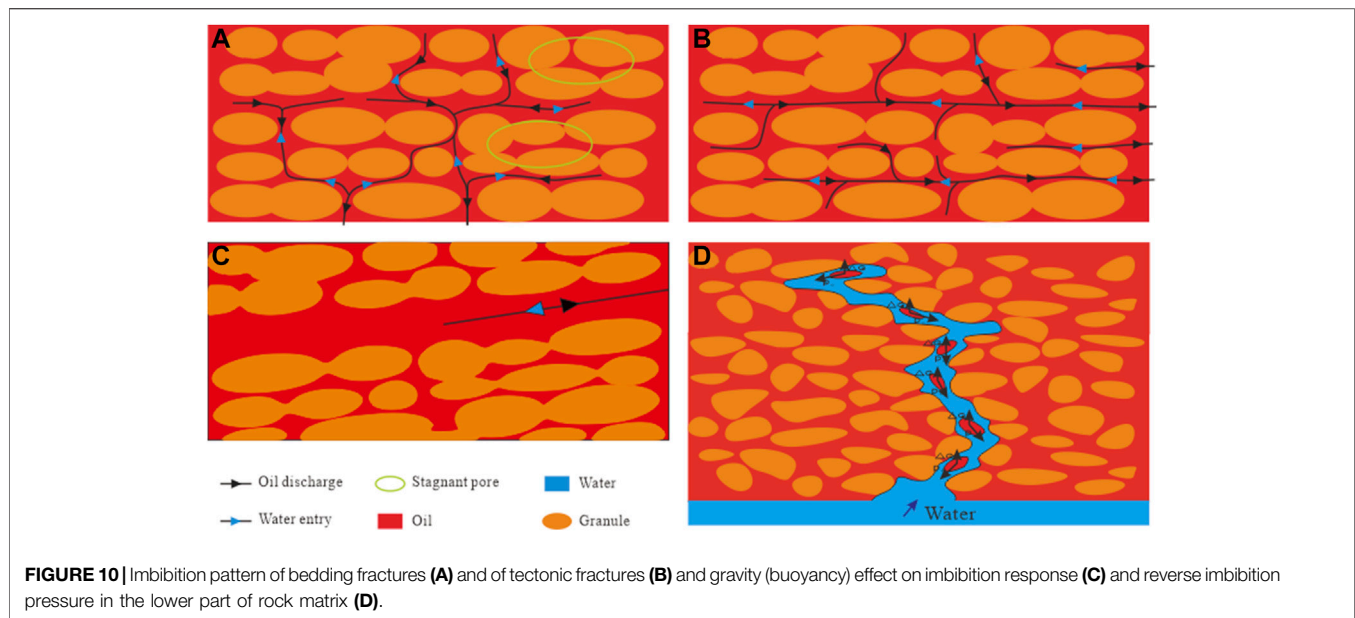 A
B
C
D
Oil discharge
Stagnant pore
Water
Water entry
Oil
Granule
Water
FIGURE 10 | Imbibition pattern of bedding fractures (A) and of tectonic fractures (B) and gravity (buoyancy) effect on imbibition response (C) and reverse imbibition
pressure in the lower part of rock matrix (D).